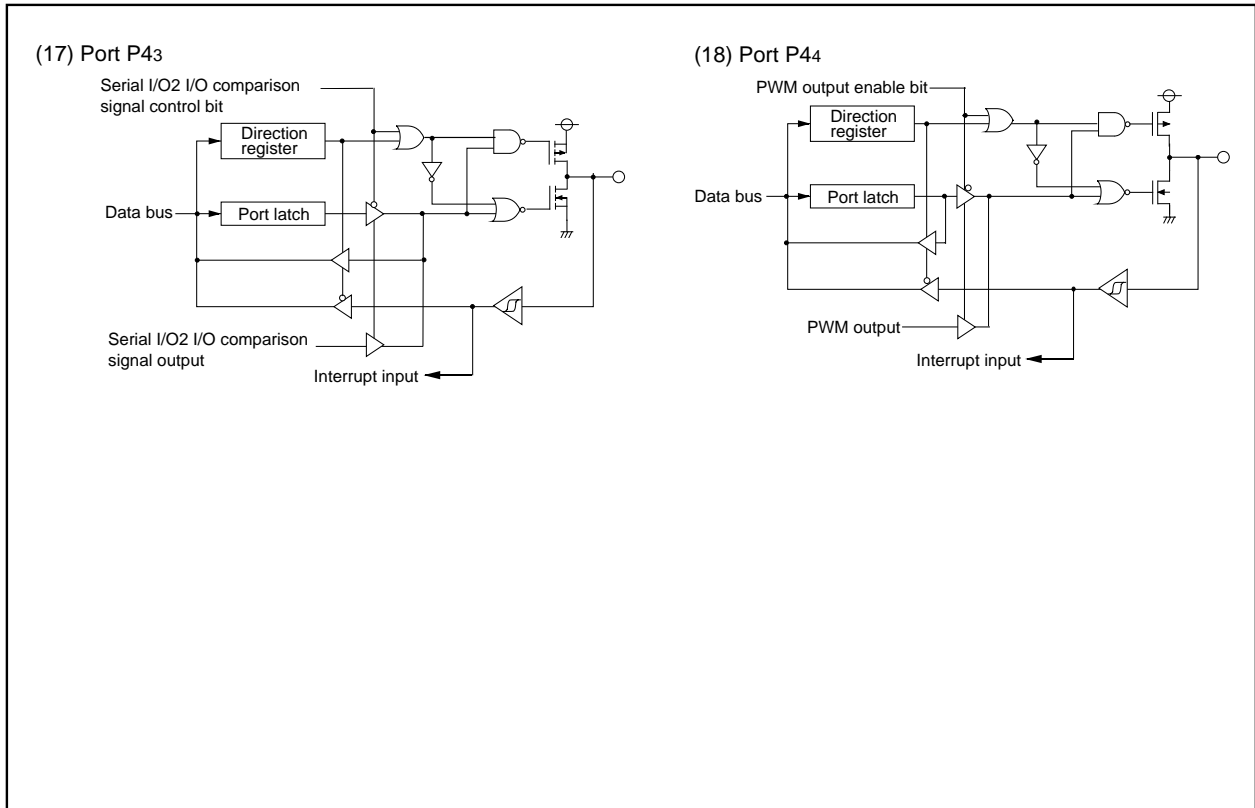 (17) Port P43
Serial I/O2 I/O comparison
signal control bit
Direction
register
Data bus
Port latch
Serial I/O2 I/O comparison
signal output
Interrupt input
(18) Port P44
PWM output enable bit
Direction
register
Data bus
Port latch
PWM output
Interrupt input